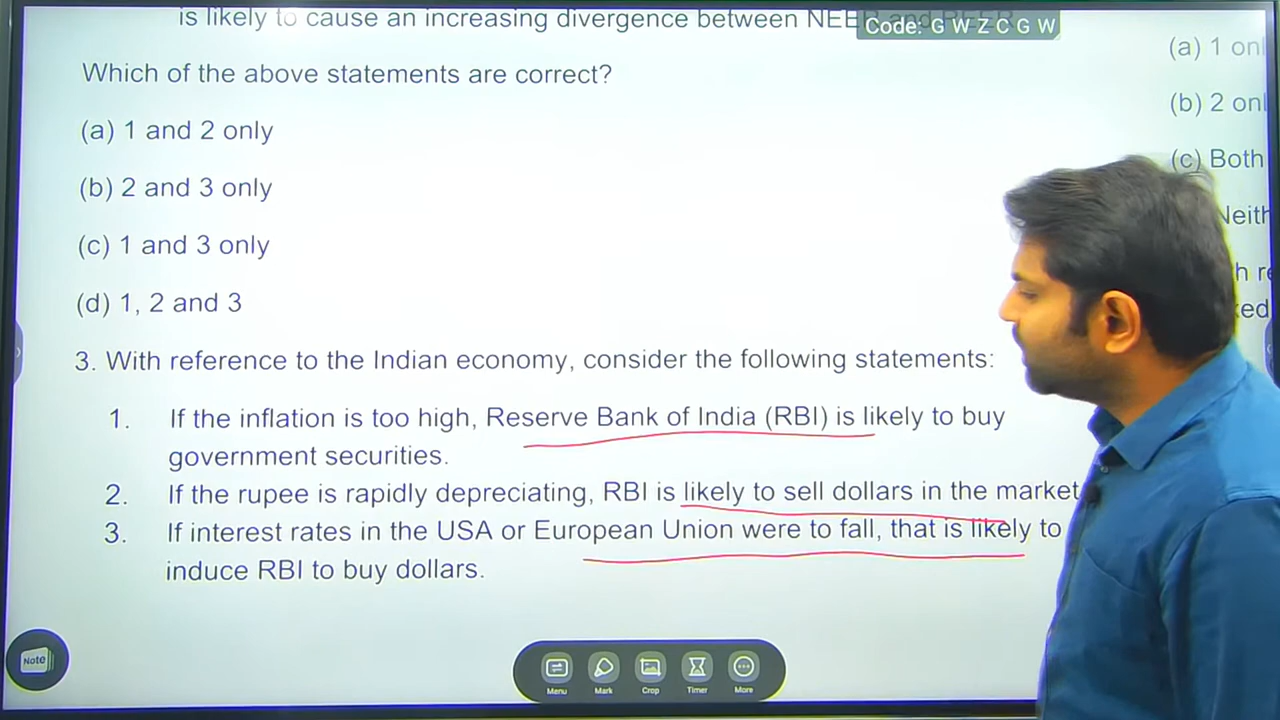 is likely to cause an increasing divergence between NEER and REER
Code: G W Z C G W
Which of the above statements are correct?
(a) 1 and 2 only
(b) 2 and 3 only
(c) 1 and 3 only
(d) 1, 2 and 3
3. With reference to the Indian economy, consider the following statements:
1. If the inflation is too high, Reserve Bank of India (RBI) is likely to buy
government securities.
2. If the rupee is rapidly depreciating, RBI is likely to sell dollars in the market
3. If interest rates in the USA or European Union were to fall, that is likely to
induce RBI to buy dollars.
(a) 1
(b) 2
(c) Both
Note
Menu Mark Crop Timer More